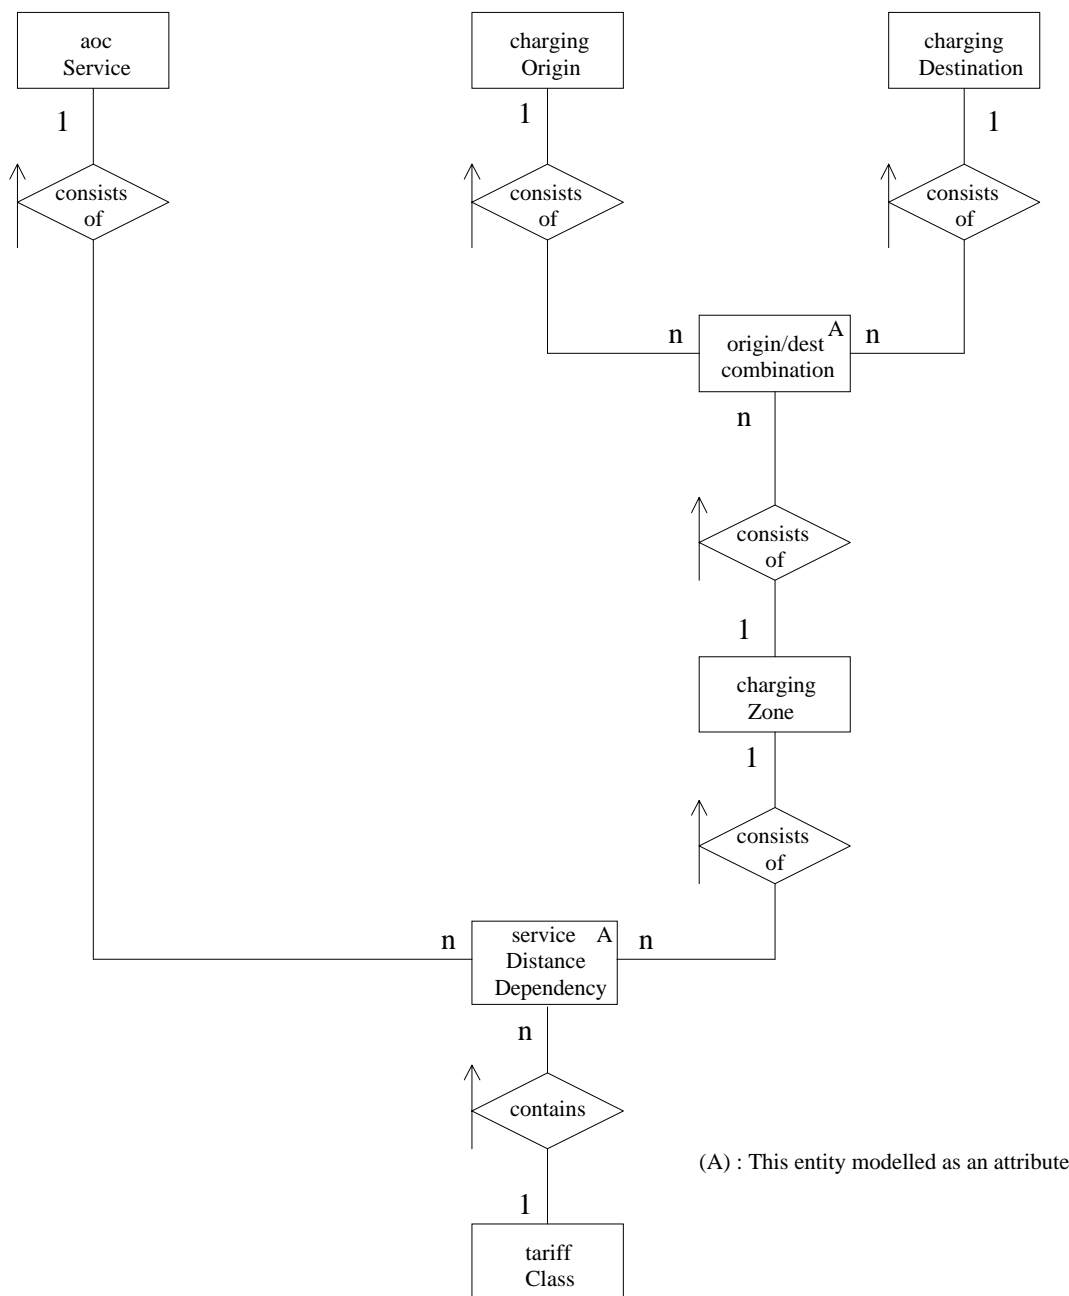 aoc
Service
charging
Origin
charging
Destination
1
1
1
consists
of
consists
of
consists
of
n
origin/dest
combination
A
n
n
consists
of
1
charging
Zone
1
consists
of
n
service
Distance
Dependency
A
n
n
contains
(A) : This entity modelled as an attribute
1
tariff
Class